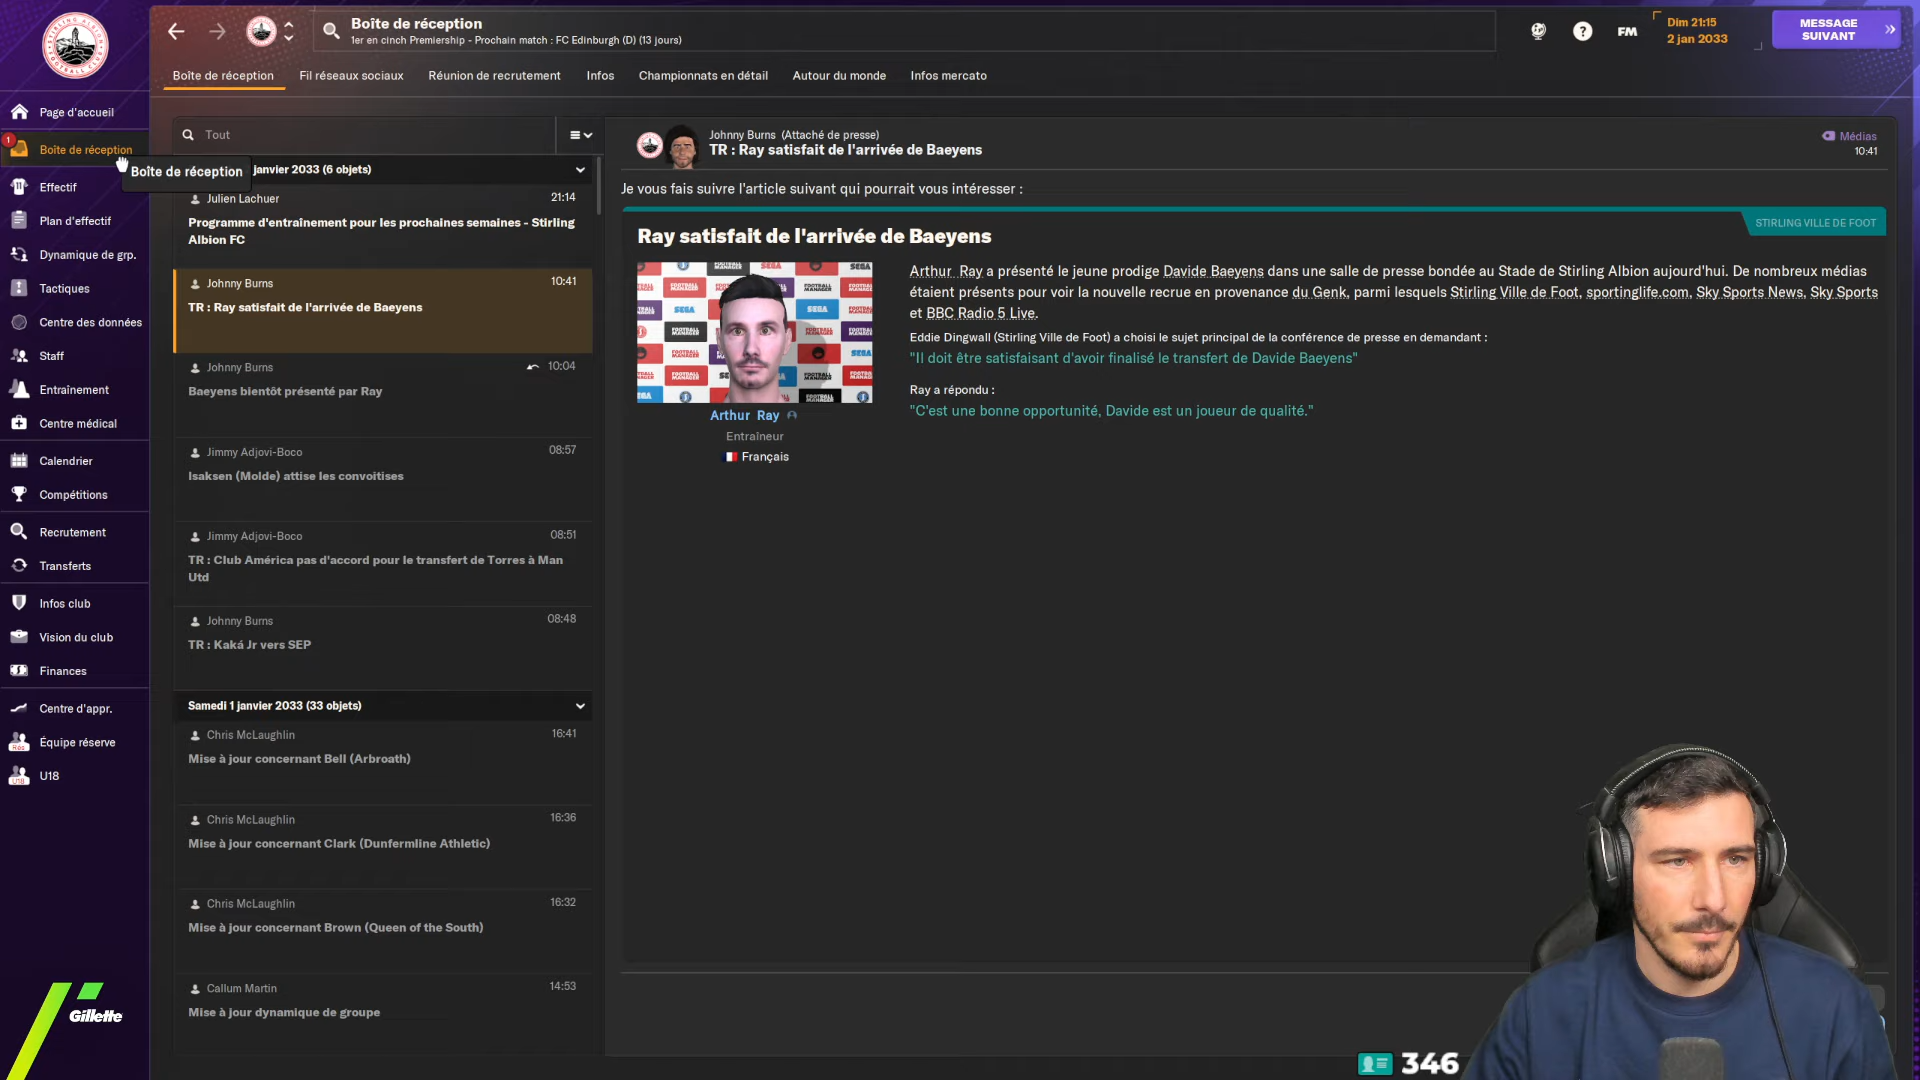 Boîte de réception
1er en cinch Premiership - Prochain match : FC Edinburgh (D) (13 jours)
FM
Dim 21:15
2 jan 2033
MESSAGE
SUIVANT
Boîte de réception
Fil réseaux sociaux
Réunion de recrutement
Infos
Championnats en détail
Autour du monde
Infos mercato
Page d'accueil
1
Boîte de réception
Effectif
Plan d'effectif
Dynamique de grp.
Tactiques
Centre des données
Staff
Entraînement
Centre médical
Calendrier
Compétitions
Recrutement
Transferts
Infos club
Vision du club
Finances
Centre d'appr.
Équipe réserve
U18
Gillette
Boîte de réception
Tout
janvier 2033 (6 objets)
Julien Lachuer
21:14
Programme d'entraînement pour les prochaines semaines - Stirling
Albion FC
Johnny Burns
10:41
TR : Ray satisfait de l'arrivée de Baeyens
Johnny Burns
10:04
Baeyens bientôt présenté par Ray
Jimmy Adjovi-Boco
08:57
Isaksen (Molde) attise les convoitises
Jimmy Adjovi-Boco
08:51
TR : Club América pas d'accord pour le transfert de Torres à Man
Utd
Johnny Burns
08:48
TR : Kaká Jr vers SEP
Samedi 1 janvier 2033 (33 objets)
Chris McLaughlin
16:41
Mise à jour concernant Bell (Arbroath)
Chris McLaughlin
16:36
Mise à jour concernant Clark (Dunfermline Athletic)
Chris McLaughlin
16:32
Mise à jour concernant Brown (Queen of the South)
Callum Martin
14:53
Mise à jour dynamique de groupe
Johnny Burns (Attaché de presse)
TR : Ray satisfait de l'arrivée de Baeyens
Médias
10:41
Je vous fais suivre l'article suivant qui pourrait vous intéresser :
STIRLING VILLE DE FOOT
Ray satisfait de l'arrivée de Baeyens
Arthur Ray a présenté le jeune prodige Davide Baeyens dans une salle de presse bondée au Stade de Stirling Albion aujourd'hui. De nombreux médias
étaient présents pour voir la nouvelle recrue en provenance du Genk, parmi lesquels Stirling Ville de Foot, sportinglife.com, Sky Sports News, Sky Sports
et BBC Radio 5 Live.
Eddie Dingwall (Stirling Ville de Foot) a choisi le sujet principal de la conférence de presse en demandant :
"Il doit être satisfaisant d'avoir finalisé le transfert de Davide Baeyens"
Ray a répondu :
"C'est une bonne opportunité, Davide est un joueur de qualité."
Arthur Ray
Entraîneur
Français
346